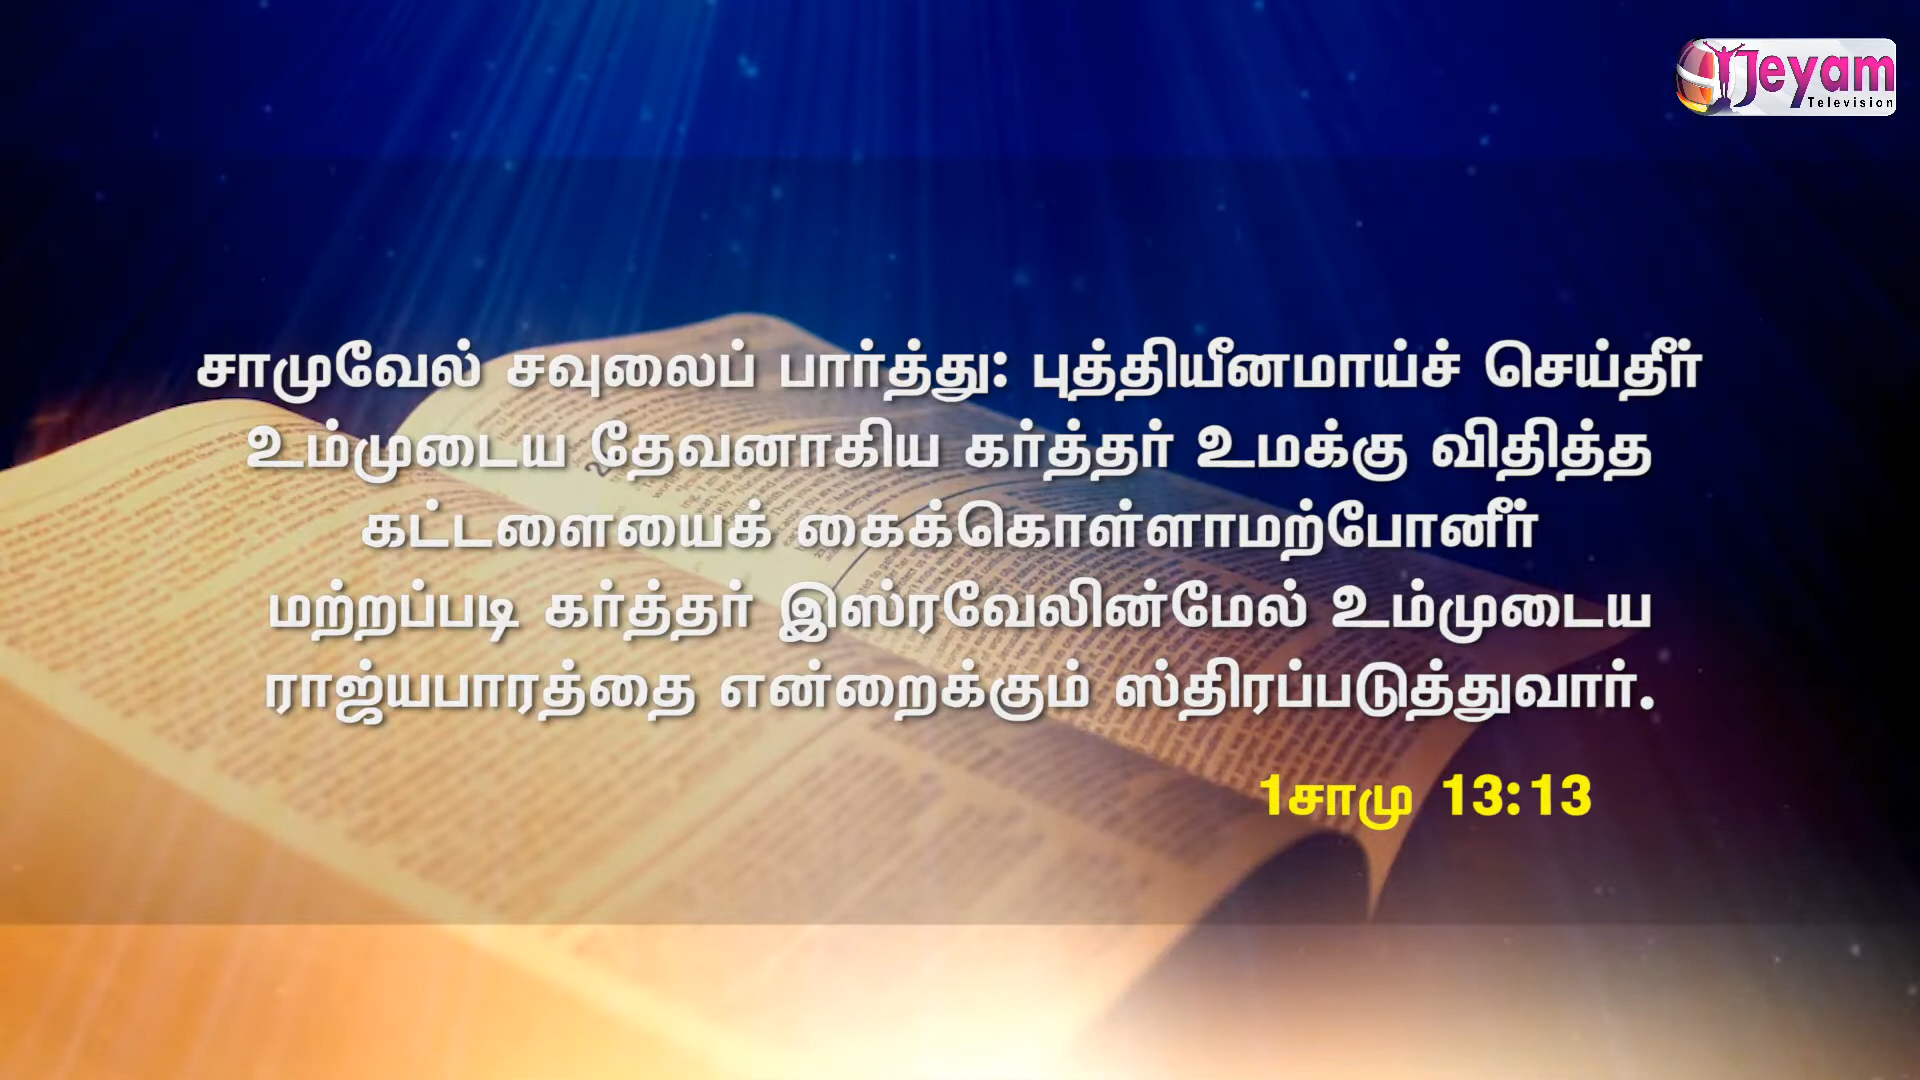 Jeyam
Television
சாமுவேல் சவுலைப் பார்த்து: புத்தியீனமாய்ச் செய்தீர்
உம்முடைய தேவனாகிய கர்த்தர் உமக்கு விதித்த
கட்டளையைக் கைக்கொள்ளாமற்போனீர்
மற்றப்படி கர்த்தர் இஸ்ரவேலின்மேல் உம்முடைய
ராஜ்யபாரத்தை என்றைக்கும் ஸ்திரப்படுத்துவார்.
1சாமு 13:13